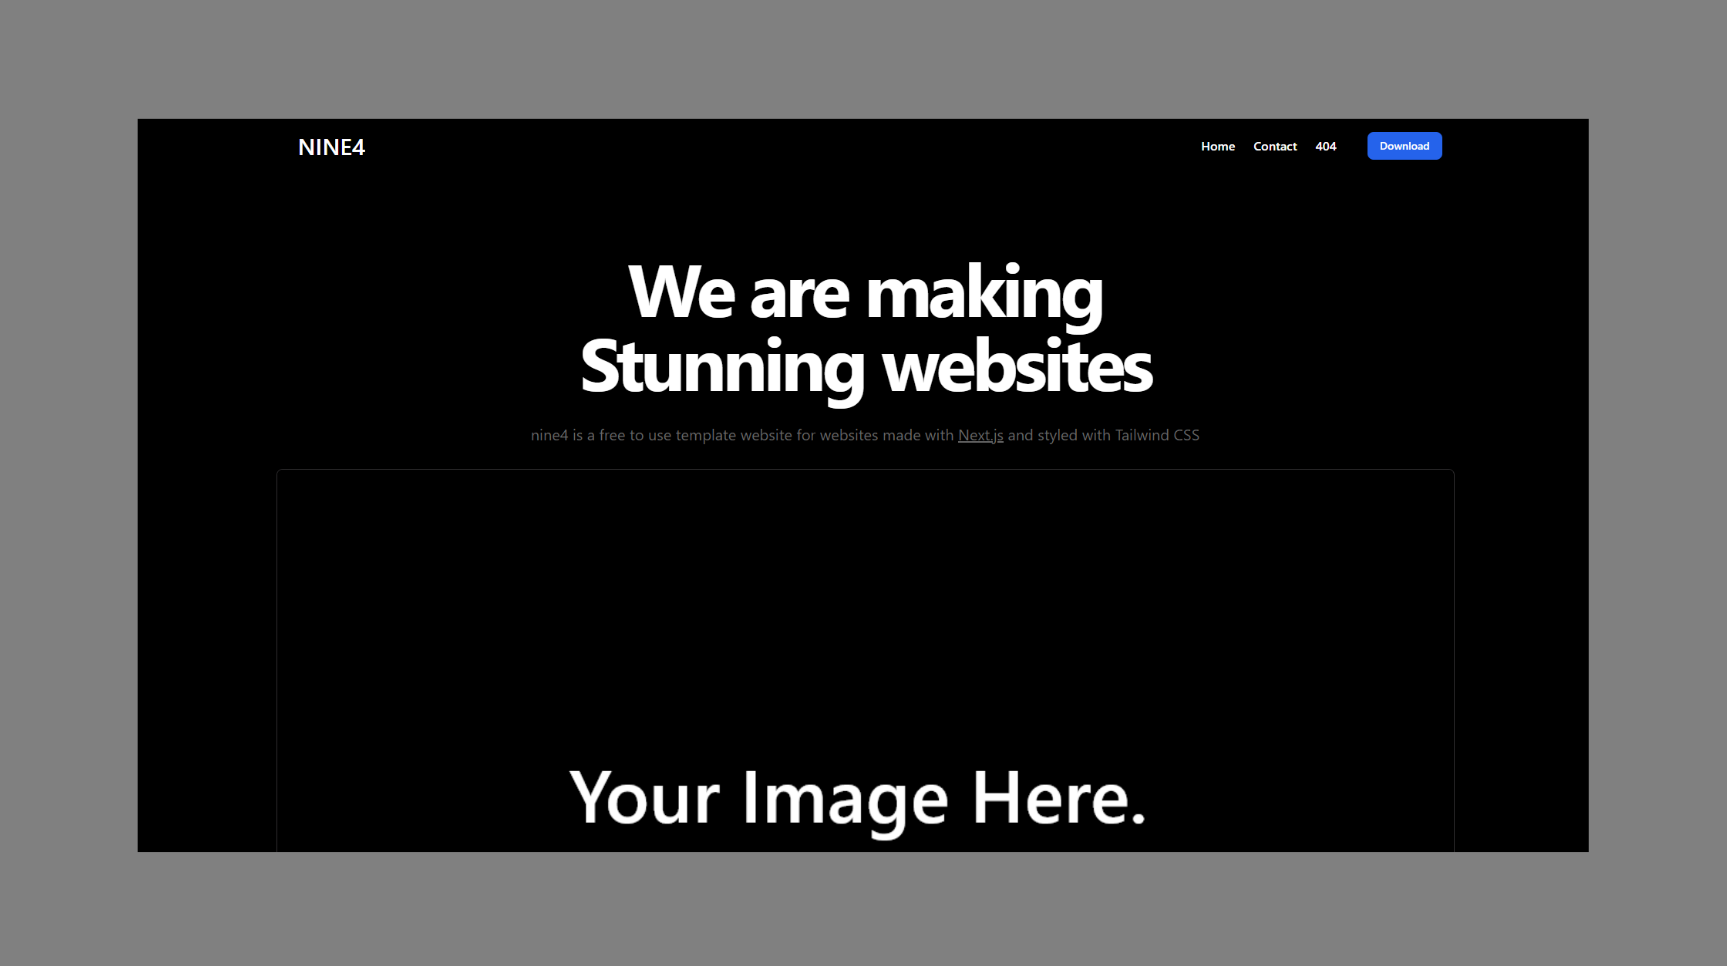 NINE4
Home Contact 404 Download
We are making
Stunning websites
nine4 is a free to use template website for websites made with Next.js and styled with Tailwind CSS
Your Image Here.